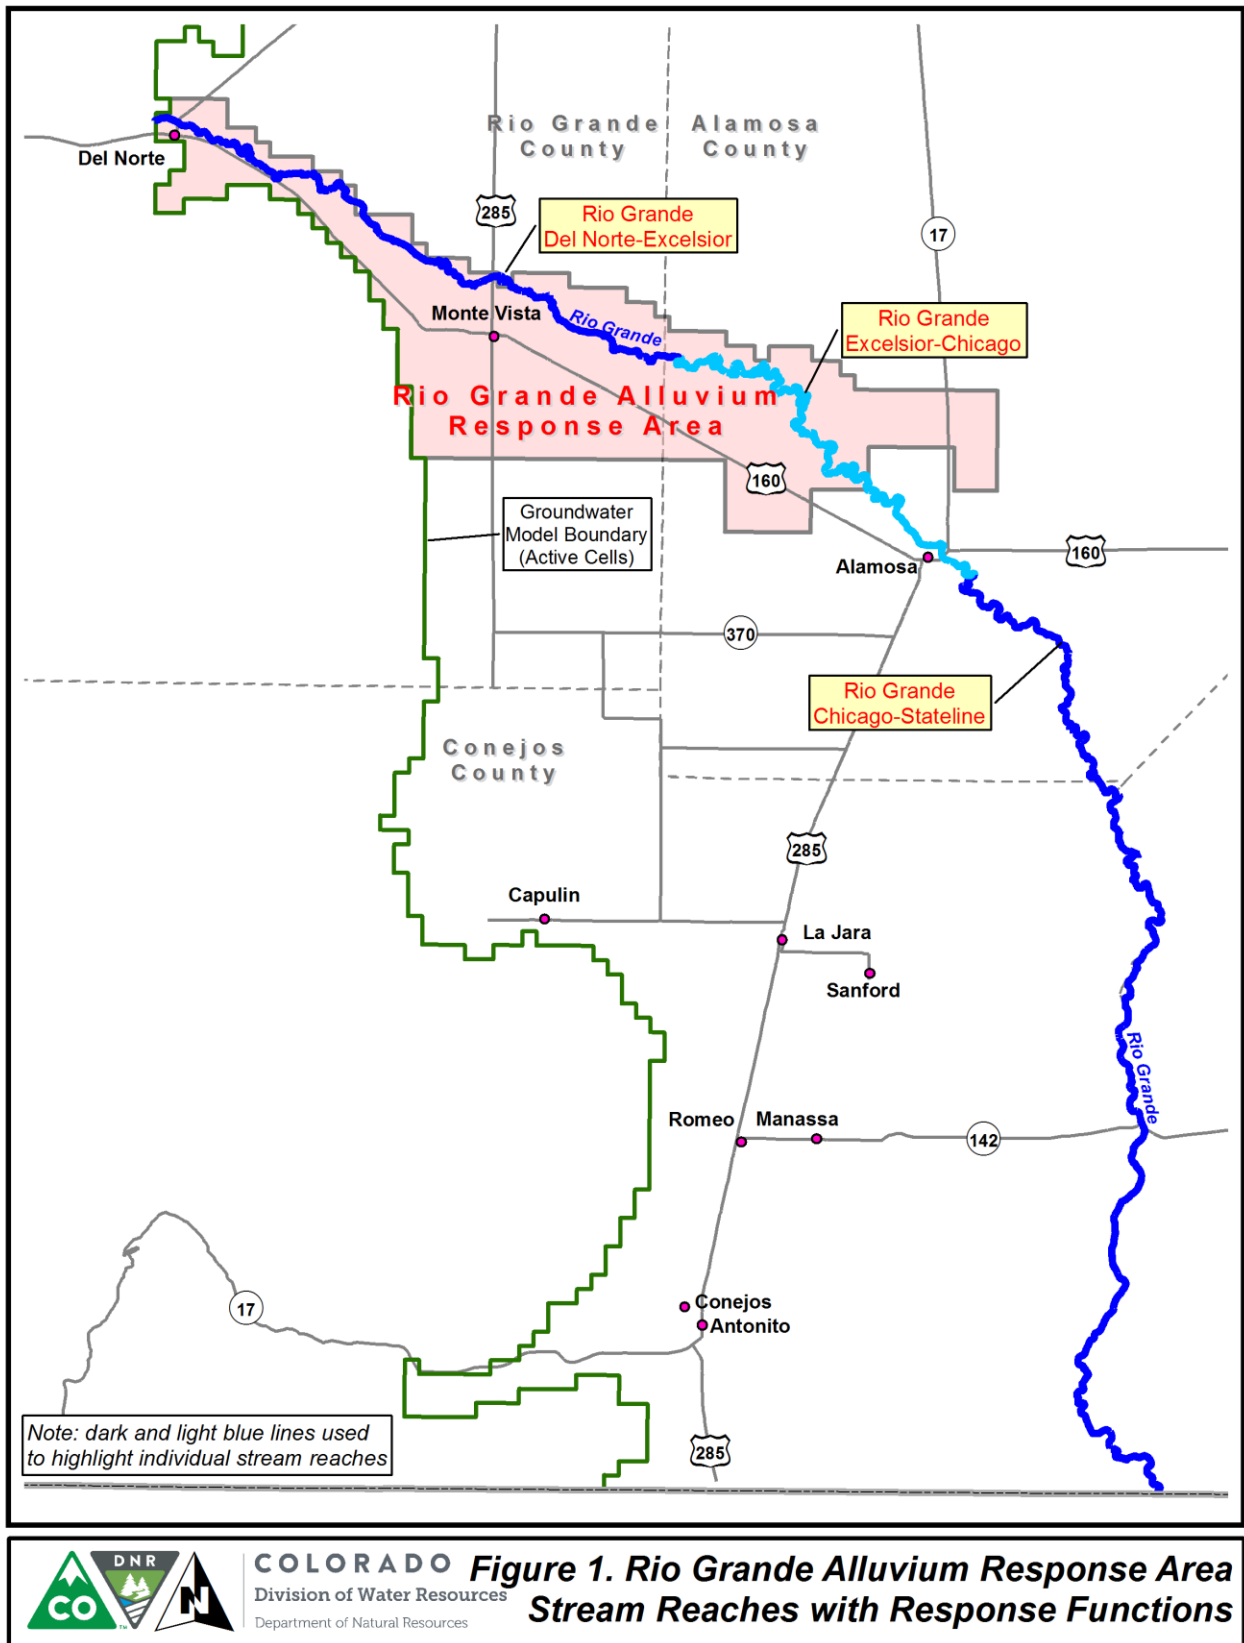 Rio Grande
County
Alamosa
County
Del Norte
285
Rio Grande
Del Norte-Excelsior
17
Monte Vista
Rio Grande
Rio Grande
Excelsior-Chicago
Rio Grande Alluvium
Response Area
160
Groundwater
Model Boundary
(Active Cells)
Alamosa
160
370
Rio Grande
Chicago-Stateline
Conejos
County
285
Capulin
La Jara
Sanford
Rio Grande
Romeo
Manassa
142
17
Conejos
Antonito
285
Note: dark and light blue lines used
to highlight individual stream reaches
CO
TM
DNR
N
COLORADO
Division of Water Resources
Department of Natural Resources
Figure 1. Rio Grande Alluvium Response Area
Stream Reaches with Response Functions